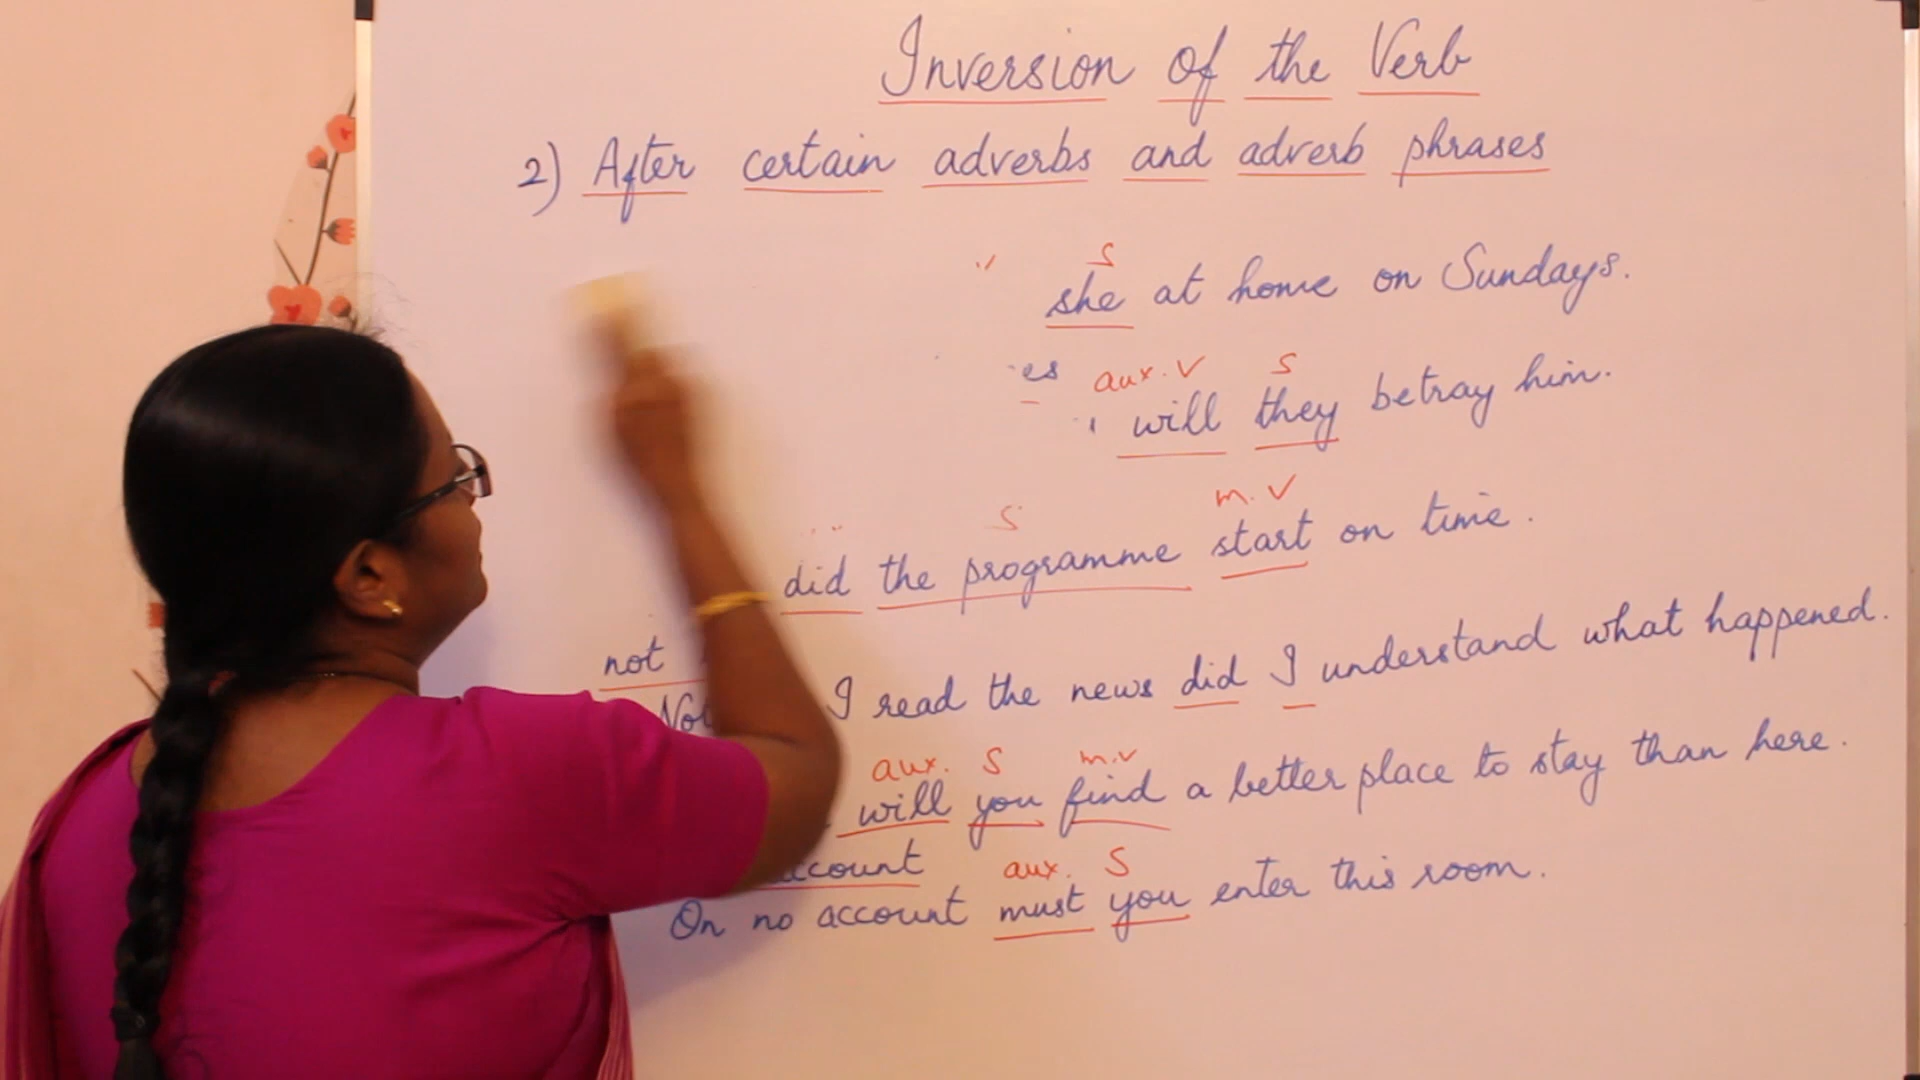 Inversion of the Verb
2) After certain adverbs and adverb phrases
S
she at home on Sundays.
es aux. V S
will they betray him.
S m. V
did the programme start on time.
not
I read the news did I understand what happened.
aux. S m.v
will you find a better place to stay than here.
ccount aux. S
On no account must you enter this room.